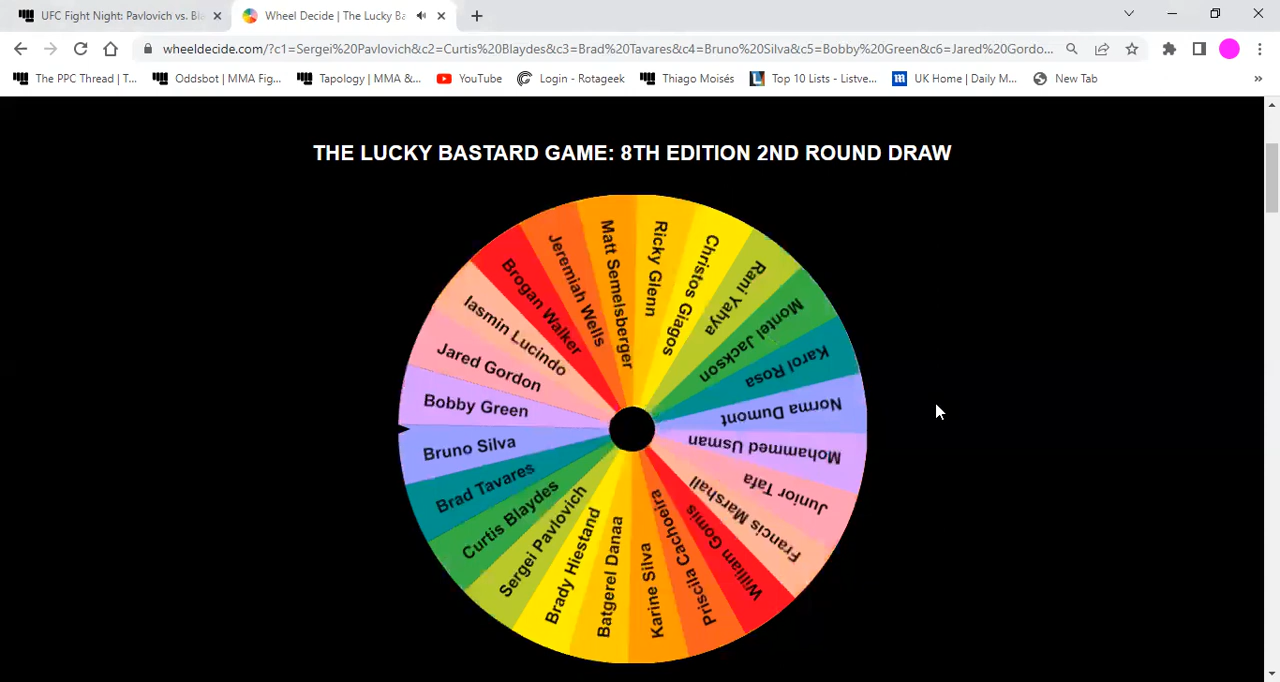 UFC Fight Night: Pavlovich vs. Bla
Wheel Decide | The Lucky Ba
wheeldecide.com/?c1=Sergei%20Pavlovich&c2=Curtis%20Blaydes&c3=Brad%20Tavares&c4=Bruno%20Silva&c5=Bobby%20Green&c6=Jared%20Gordo...
The PPC Thread | T...
Oddsbot | MMA Fig...
Tapology | MMA &...
YouTube
Login - Rotageek
Thiago Moisés
Top 10 Lists - Listve...
UK Home | Daily M...
New Tab
»
THE LUCKY BASTARD GAME: 8TH EDITION 2ND ROUND DRAW
Ricky Glenn
Christos Giagos
Rani Yahya
Montel Jackson
Karol Rosa
Norma Dumont
Mohammed Usman
Junior Tafa
Francis Marshall
William Gomis
Priscila Cachoeira
Karine Silva
Batgerel Danaa
Brady Hiestand
Sergei Pavlovich
Curtis Blaydes
Brad Tavares
Bruno Silva
Bobby Green
Jared Gordon
Iasmin Lucindo
Brogan Walker
Jeremiah Wells
Matt Semelsberger